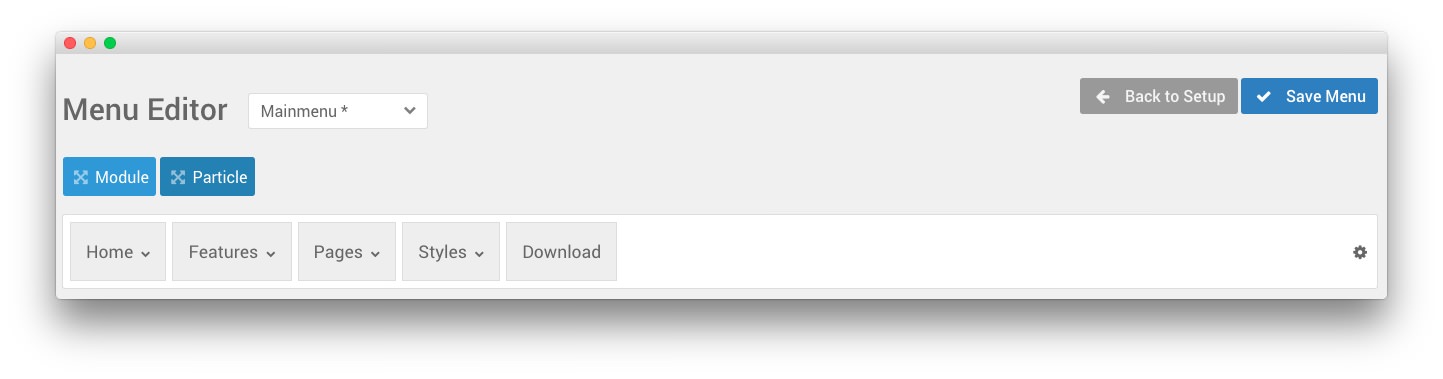 Menu Editor
Mainmenu *
Back to Setup
Save Menu
Module
Particle
Home
Features
Pages
Styles
Download